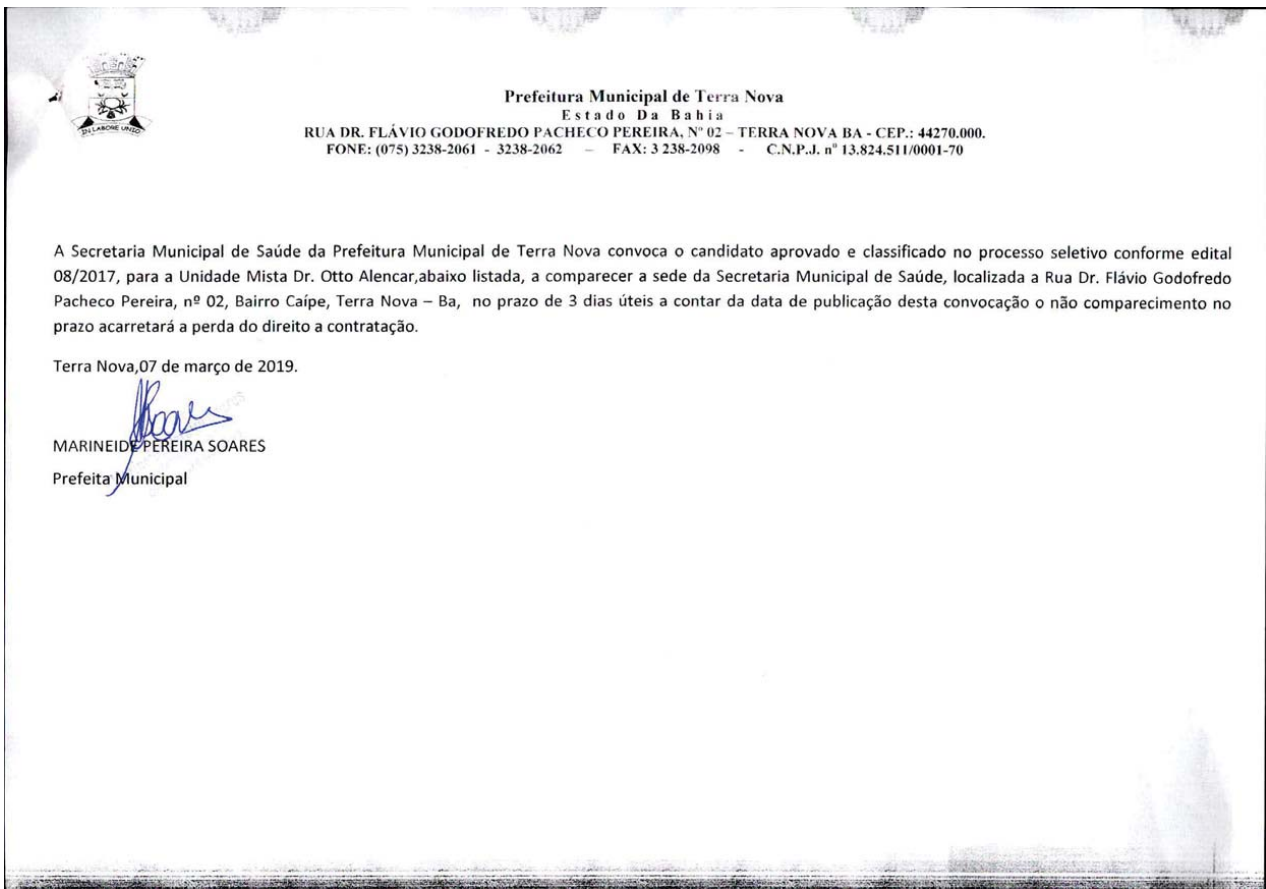 IN LABORE UNIO
Prefeitura Municipal de Terra Nova
Estado Da Bahia
RUA DR. FLÁVIO GODOFREDO PACHECO PEREIRA, Nº 02 – TERRA NOVA BA - CEP.: 44270.000.
FONE: (075) 3238-2061 - 3238-2062 – FAX: 3 238-2098 - C.N.P.J. nº 13.824.511/0001-70
A Secretaria Municipal de Saúde da Prefeitura Municipal de Terra Nova convoca o candidato aprovado e classificado no processo seletivo conforme edital
08/2017, para a Unidade Mista Dr. Otto Alencar,abaixo listada, a comparecer a sede da Secretaria Municipal de Saúde, localizada a Rua Dr. Flávio Godofredo
Pacheco Pereira, nº 02, Bairro Caípe, Terra Nova – Ba, no prazo de 3 dias úteis a contar da data de publicação desta convocação o não comparecimento no
prazo acarretará a perda do direito a contratação.
Terra Nova,07 de março de 2019.
MARINEIDE PEREIRA SOARES
Prefeita Municipal